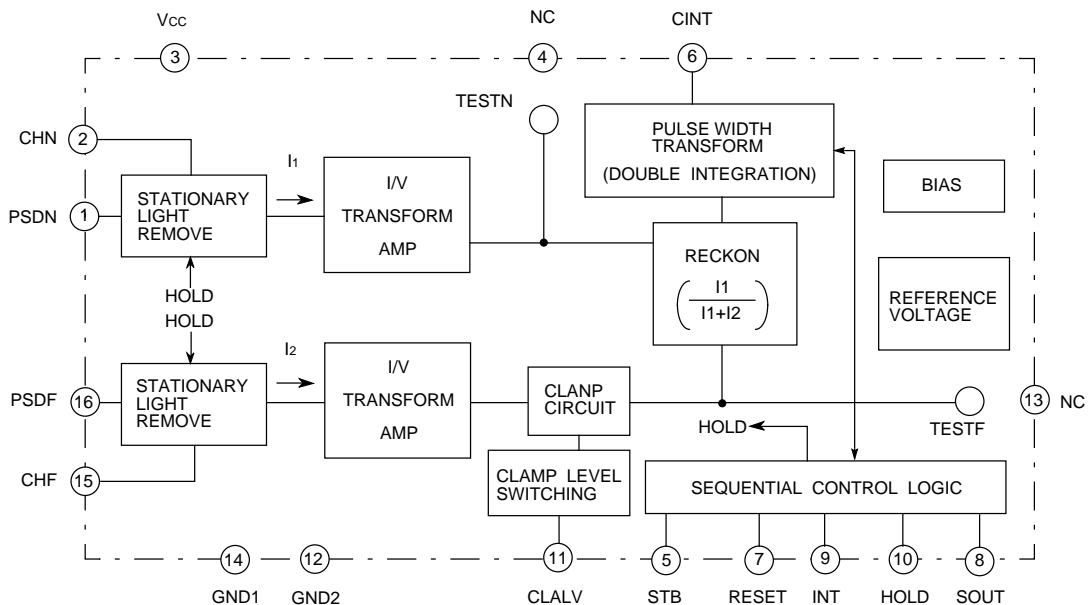 Vcc
NC
CINT
3
4
6
TESTN
CHN
2
PULSE WIDTH
TRANSFORM
(DOUBLE INTEGRATION)
BIAS
I1
PSDN
1
STATIONARY
LIGHT
REMOVE
I/V
TRANSFORM
AMP
RECKON
I1
I1+I2
REFERENCE
VOLTAGE
HOLD
HOLD
I2
PSDF
16
STATIONARY
LIGHT
REMOVE
I/V
TRANSFORM
AMP
CLANP
CIRCUIT
13
NC
HOLD
TESTF
CHF
15
CLAMP LEVEL
SWITCHING
SEQUENTIAL CONTROL LOGIC
14
12
11
5
7
9
10
8
GND1
GND2
CLALV
STB
RESET
INT
HOLD
SOUT